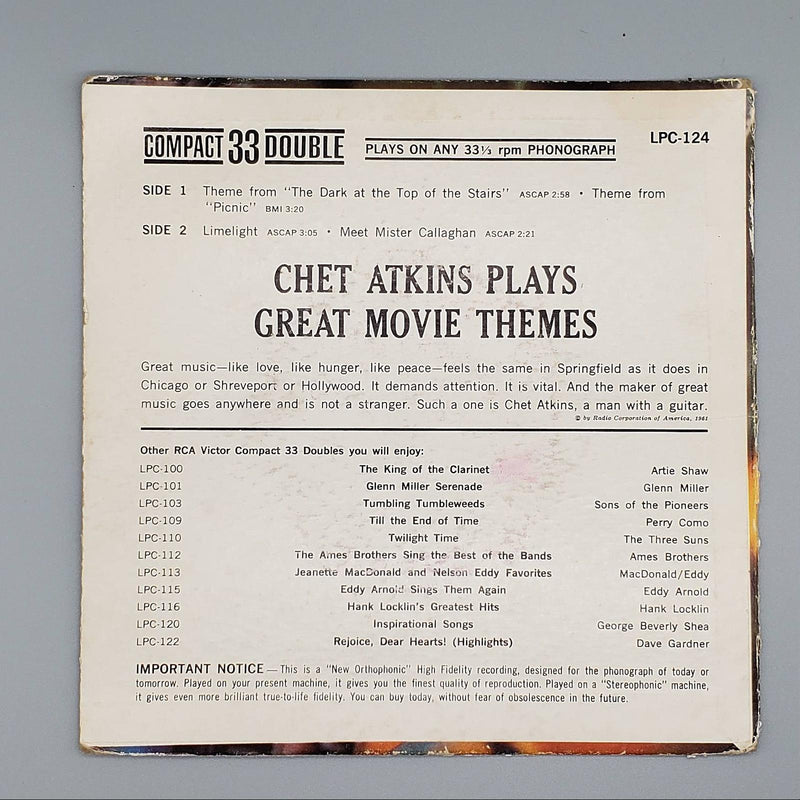 COMPACT 33 DOUBLE PLAYS ON ANY 33⅓ rpm PHONOGRAPH LPC-124
SIDE 1 Theme from "The Dark at the Top of the Stairs" ASCAP 2:58 • Theme from
"Picnic" BMI 3:20
SIDE 2 Limelight ASCAP 3:05 • Meet Mister Callaghan ASCAP 2:21
CHET ATKINS PLAYS
GREAT MOVIE THEMES
Great music—like love, like hunger, like peace—feels the same in Springfield as it does in
Chicago or Shreveport or Hollywood. It demands attention. It is vital. And the maker of great
music goes anywhere and is not a stranger. Such a one is Chet Atkins, a man with a guitar.
© by Radio Corporation of America, 1961
Other RCA Victor Compact 33 Doubles you will enjoy:
LPC-100 The King of the Clarinet Artie Shaw
LPC-101 Glenn Miller Serenade Glenn Miller
LPC-103 Tumbling Tumbleweeds Sons of the Pioneers
LPC-109 Till the End of Time Perry Como
LPC-110 Twilight Time The Three Suns
LPC-112 The Ames Brothers Sing the Best of the Bands Ames Brothers
LPC-113 Jeanette MacDonald and Nelson Eddy Favorites MacDonald/Eddy
LPC-115 Eddy Arnold Sings Them Again Eddy Arnold
LPC-116 Hank Locklin's Greatest Hits Hank Locklin
LPC-120 Inspirational Songs George Beverly Shea
LPC-122 Rejoice, Dear Hearts! (Highlights) Dave Gardner
IMPORTANT NOTICE — This is a "New Orthophonic" High Fidelity recording, designed for the phonograph of today or
tomorrow. Played on your present machine, it gives you the finest quality of reproduction. Played on a "Stereophonic" machine,
it gives even more brilliant true-to-life fidelity. You can buy today, without fear of obsolescence in the future.